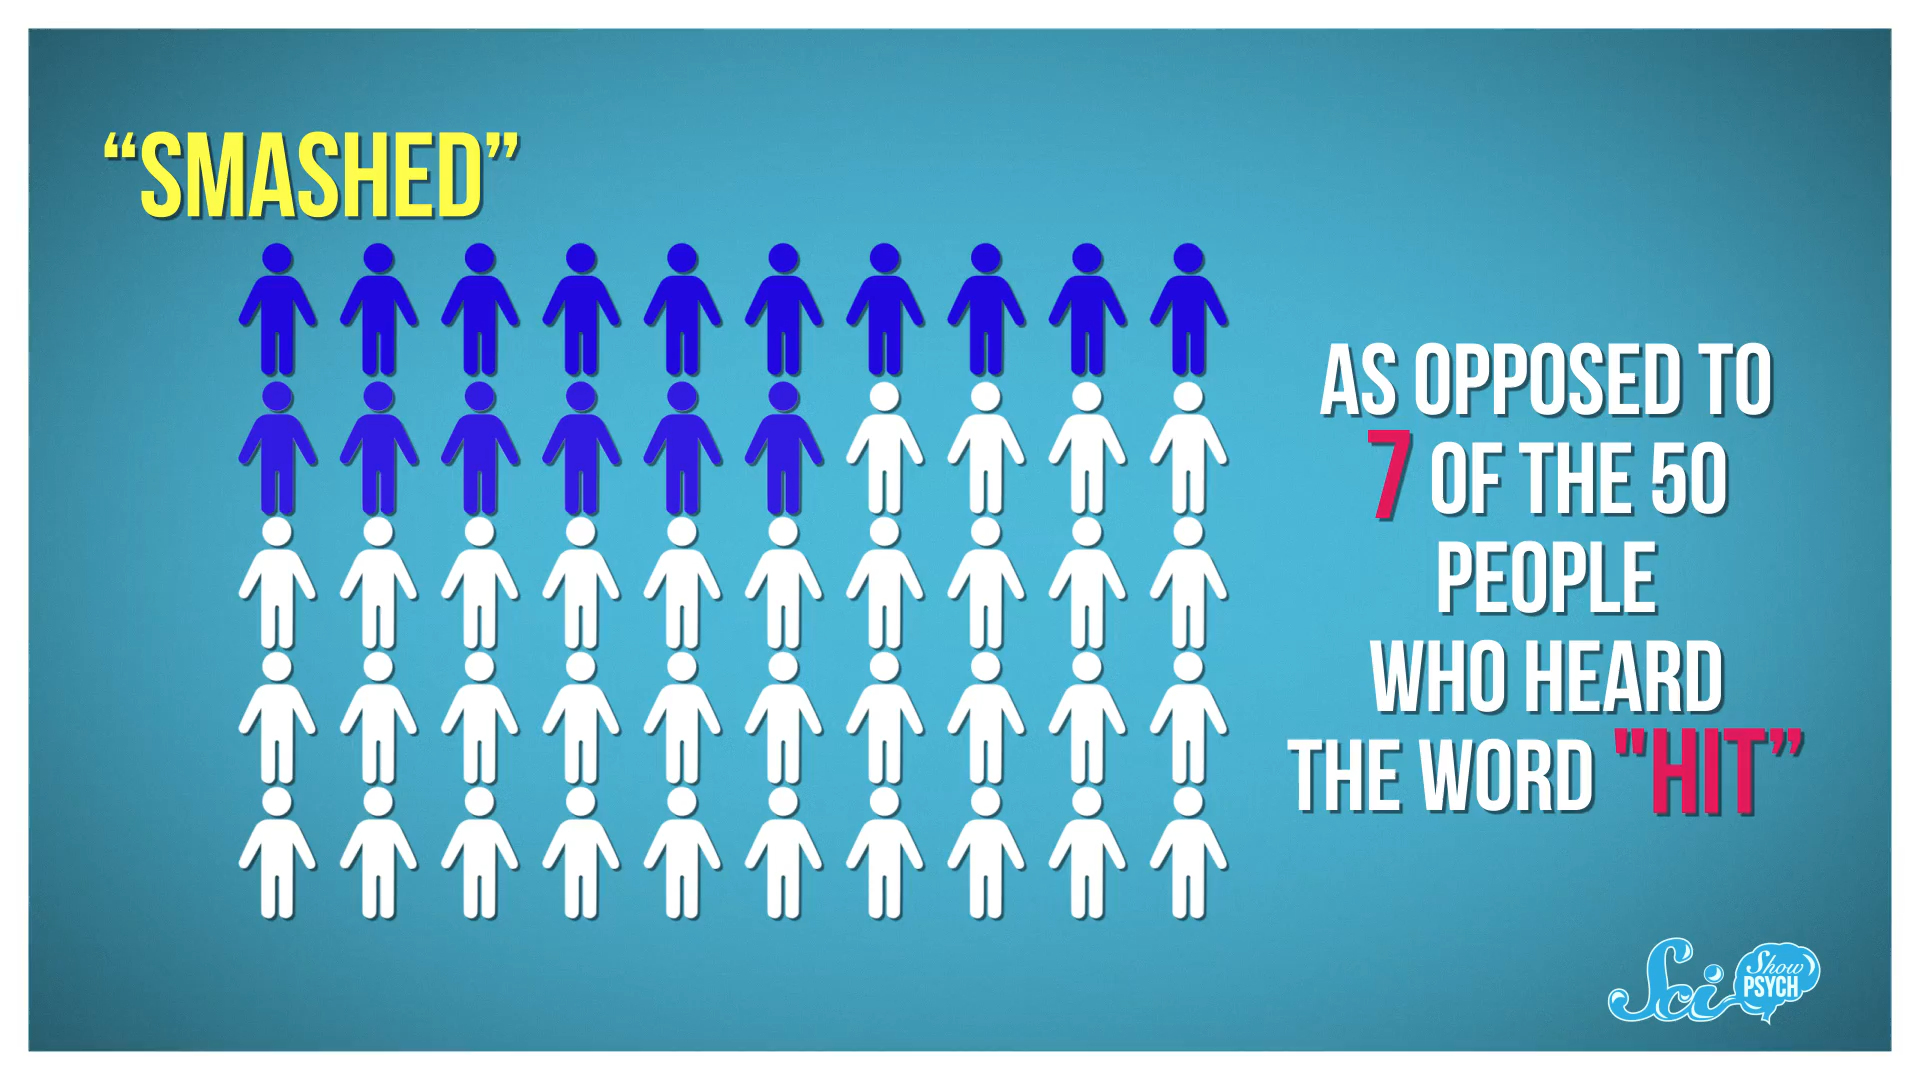 “SMASHED”
AS OPPOSED TO
7 OF THE 50
PEOPLE
WHO HEARD
THE WORD "HIT”
Sci Show
PSYCH